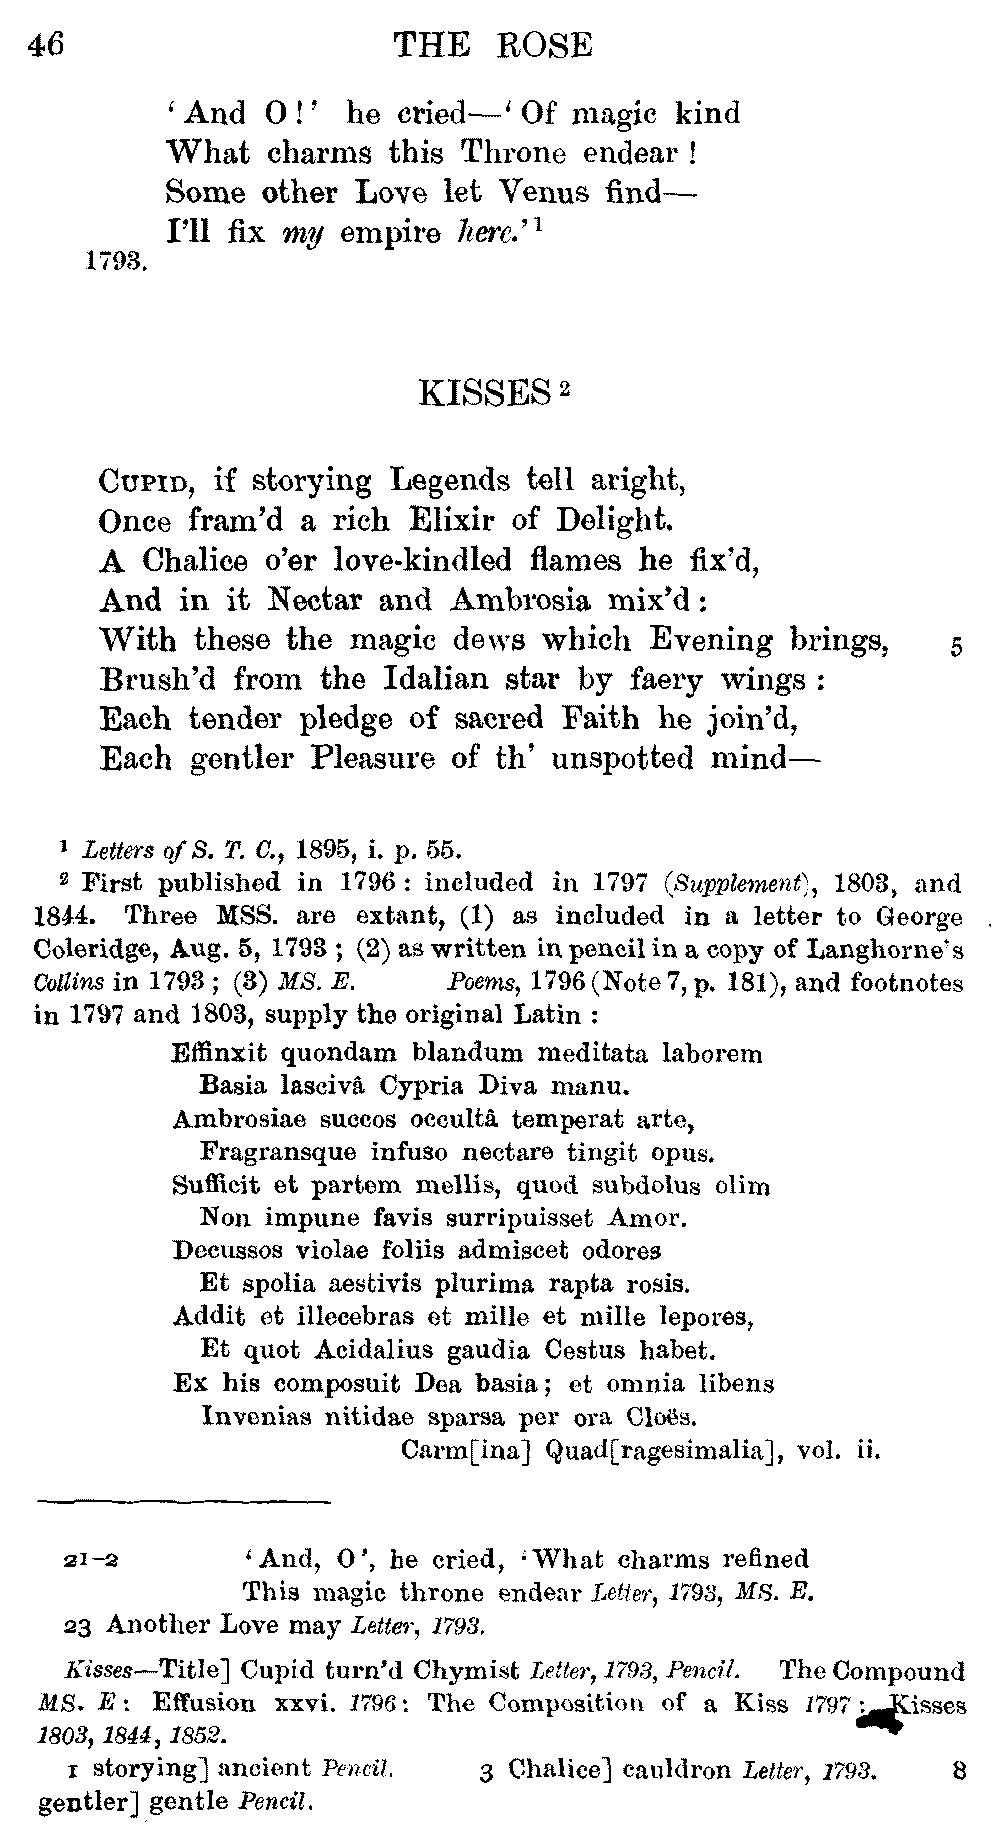 46 THE ROSE
‘And O!’ he cried—‘Of magic kind
What charms this Throne endear!
Some other Love let Venus find—
I’ll fix my empire here.’1
1793.
KISSES 2
CUPID, if storying Legends tell aright,
Once fram’d a rich Elixir of Delight.
A Chalice o’er love-kindled flames he fix’d,
And in it Nectar and Ambrosia mix’d:
With these the magic dews which Evening brings, 5
Brush’d from the Idalian star by faery wings:
Each tender pledge of sacred Faith he join’d,
Each gentler Pleasure of th’ unspotted mind—
1 Letters of S. T. C., 1895, i. p. 55.
2 First published in 1796: included in 1797 (Supplement), 1803, and
1844. Three MSS. are extant, (1) as included in a letter to George
Coleridge, Aug. 5, 1793; (2) as written in pencil in a copy of Langhorne’s
Collins in 1793; (3) MS. E. Poems, 1796 (Note 7, p. 181), and footnotes
in 1797 and 1803, supply the original Latin:
Effinxit quondam blandum meditata laborem
Basia lascivâ Cypria Diva manu.
Ambrosiae succos occultâ temperat arte,
Fragransque infuso nectare tingit opus.
Sufficit et partem mellis, quod subdolus olim
Non impune favis surripuisset Amor.
Decussos violae foliis admiscet odores
Et spolia aestivis plurima rapta rosis.
Addit et illecebras et mille et mille lepores,
Et quot Acidalius gaudia Cestus habet.
Ex his composuit Dea basia; et omnia libens
Invenias nitidae sparsa per ora Cloës.
Carm[ina] Quad[ragesimalia], vol. ii.
21–2 ‘And, O’, he cried, ‘What charms refined
This magic throne endear Letter, 1793, MS. E.
23 Another Love may Letter, 1793.
Kisses—Title] Cupid turn’d Chymist Letter, 1793, Pencil. The Compound
MS. E: Effusion xxvi. 1796: The Composition of a Kiss 1797: Kisses
1803, 1844, 1852.
1 storying] ancient Pencil. 3 Chalice] cauldron Letter, 1793. 8
gentler] gentle Pencil.